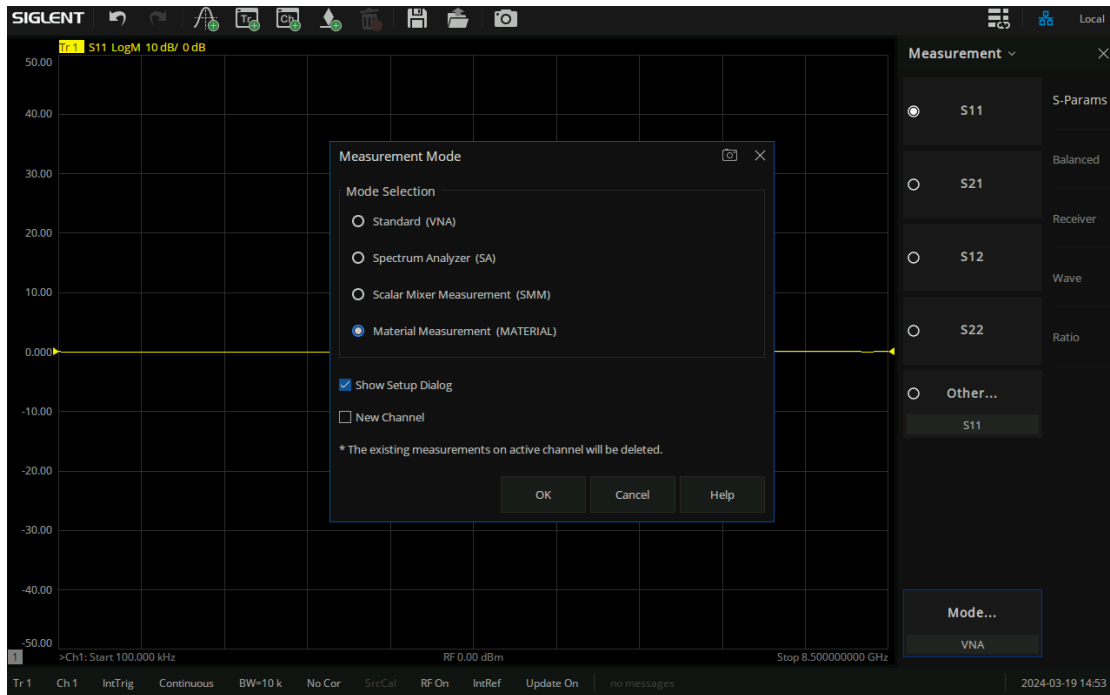 SIGLENT
Tr
Ch
Local
Tr 1 S11 LogM 10 dB/ 0 dB
50.00
40.00
30.00
20.00
10.00
0.000
-10.00
-20.00
-30.00
-40.00
-50.00
1
>Ch1: Start 100.000 kHz
RF 0.00 dBm
Stop 8.500000000 GHz
Measurement Mode
Mode Selection
Standard (VNA)
Spectrum Analyzer (SA)
Scalar Mixer Measurement (SMM)
Material Measurement (MATERIAL)
Show Setup Dialog
New Channel
* The existing measurements on active channel will be deleted.
OK
Cancel
Help
Measurement
S11
S21
S12
S22
Other...
S11
Mode...
VNA
S-Params
Balanced
Receiver
Wave
Ratio
Tr 1 Ch 1 IntTrig Continuous BW=10 k No Cor SrcCal RF On IntRef Update On no messages 2024-03-19 14:53